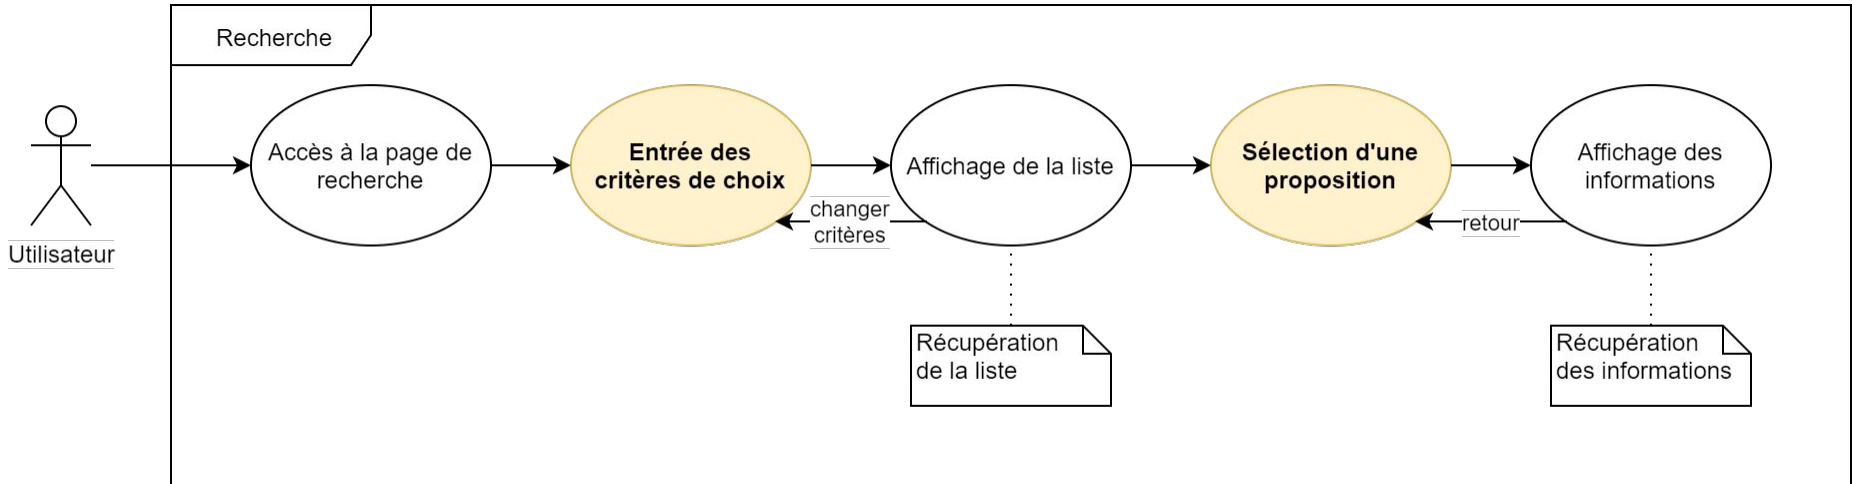 Recherche
Utilisateur
Accès à la page de
recherche
Entrée des
critères de choix
Affichage de la liste
Sélection d'une
proposition
Affichage des
informations
changer
critères
retour
Récupération
de la liste
Récupération
des informations